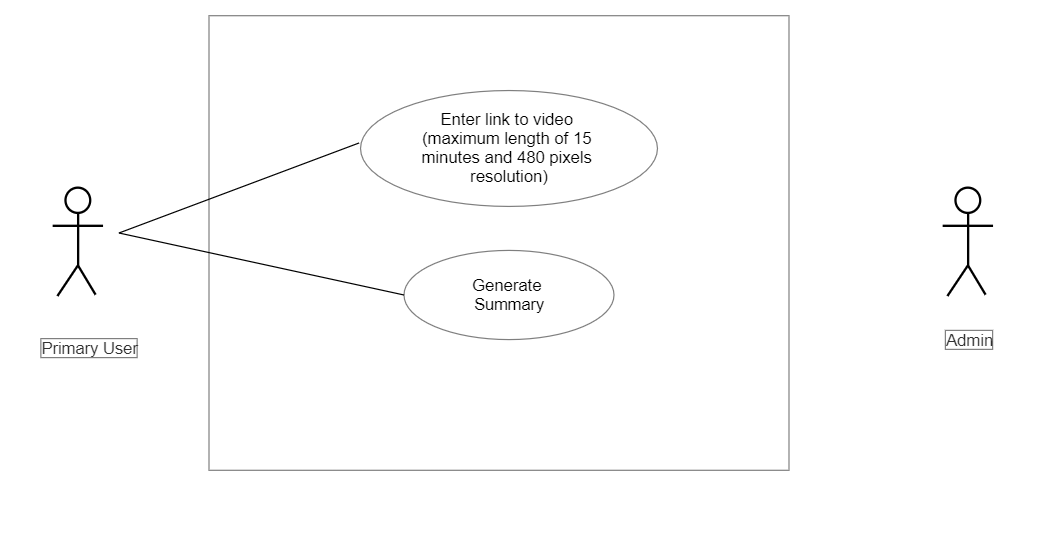 Enter link to video
(maximum length of 15
minutes and 480 pixels
resolution)
Generate
Summary
Primary User
Admin